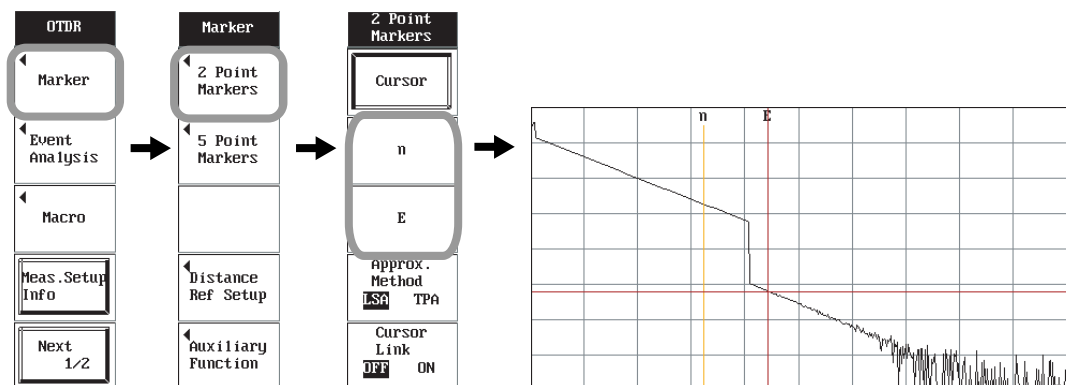 OTDR
Marker
Event
Analysis
Macro
Meas.Setup
Info
Next
1/2
Marker
2 Point
Markers
5 Point
Markers
Distance
Ref Setup
Auxiliary
Function
2 Point
Markers
Cursor
n
E
Approx.
Method
LSA TPA
Cursor
Link
OFF ON
n E